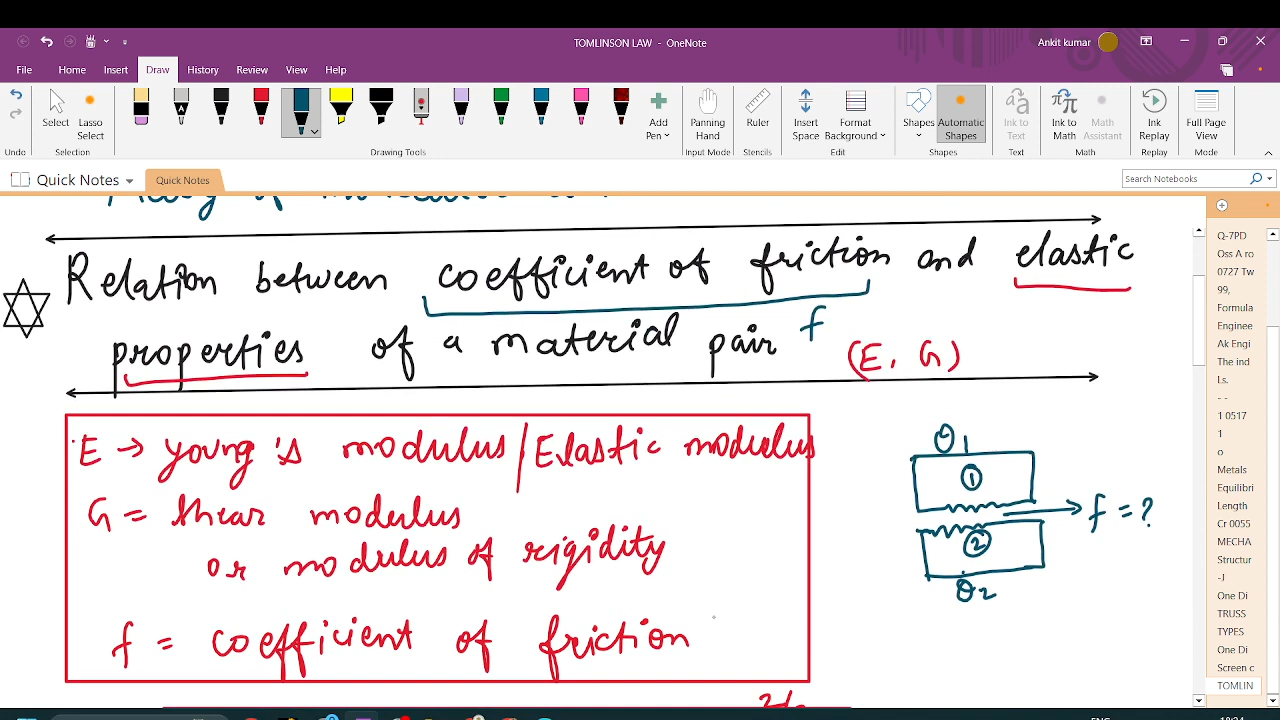 TOMLINSON LAW - OneNote
Ankit kumar
File Home Insert Draw History Review View Help
Select Lasso Select Add Pen Panning Hand Ruler Insert Space Format Background Shapes Automatic Shapes Ink to Text Ink to Math Math Assistant Ink Replay Full Page View
Undo Selection Drawing Tools Input Mode Stencils Edit Shapes Text Math Replay Mode
Quick Notes Quick Notes Search Notebooks
Relation between coefficient of friction and elastic
properties of a material pair f
(E, G)
E → young's modulus / Elastic modulus
G = shear modulus
or modulus of rigidity
f = coefficient of friction
θ1
1
f = ?
2
θ2
Q-7PD
Oss A ro
0727 Tw
99,
Formula
Enginee
Ak Engi
The ind
Ls.
- -
1 0517
1
o
Metals
Equilibri
Length
Cr 0055
MECHA
Structur
-J
One Di
TRUSS
TYPES
One Di
Screen c
TOMLIN